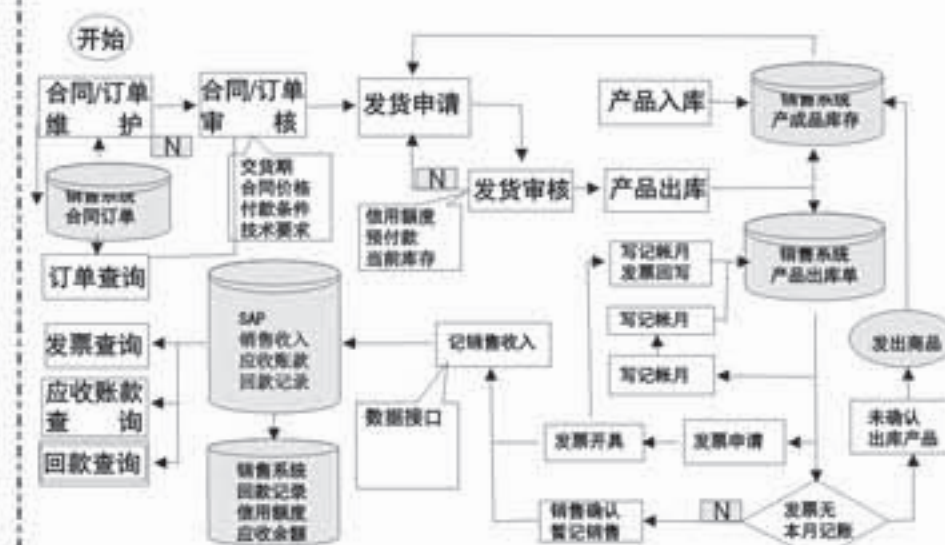 开始
合同/订单
维 护
合同/订单
审 核
N
发货申请
产品入库
销售系统
产成品库存
交货期
合同价格
付款条件
技术要求
N
发货审核
产品出库
销售系统
合同订单
信用额度
预付款
当前库存
销售系统
产品出库单
订单查询
写记帐月
发票回写
SAP
销售收入
应收账款
回款记录
写记帐月
发出商品
发票查询
记销售收入
写记帐月
应收账款
查 询
数据接口
未确认
出库产品
发票开具
发票申请
回款查询
销售系统
回款记录
信用额度
应收余额
销售确认
暂记销售
N
发票无
本月记账